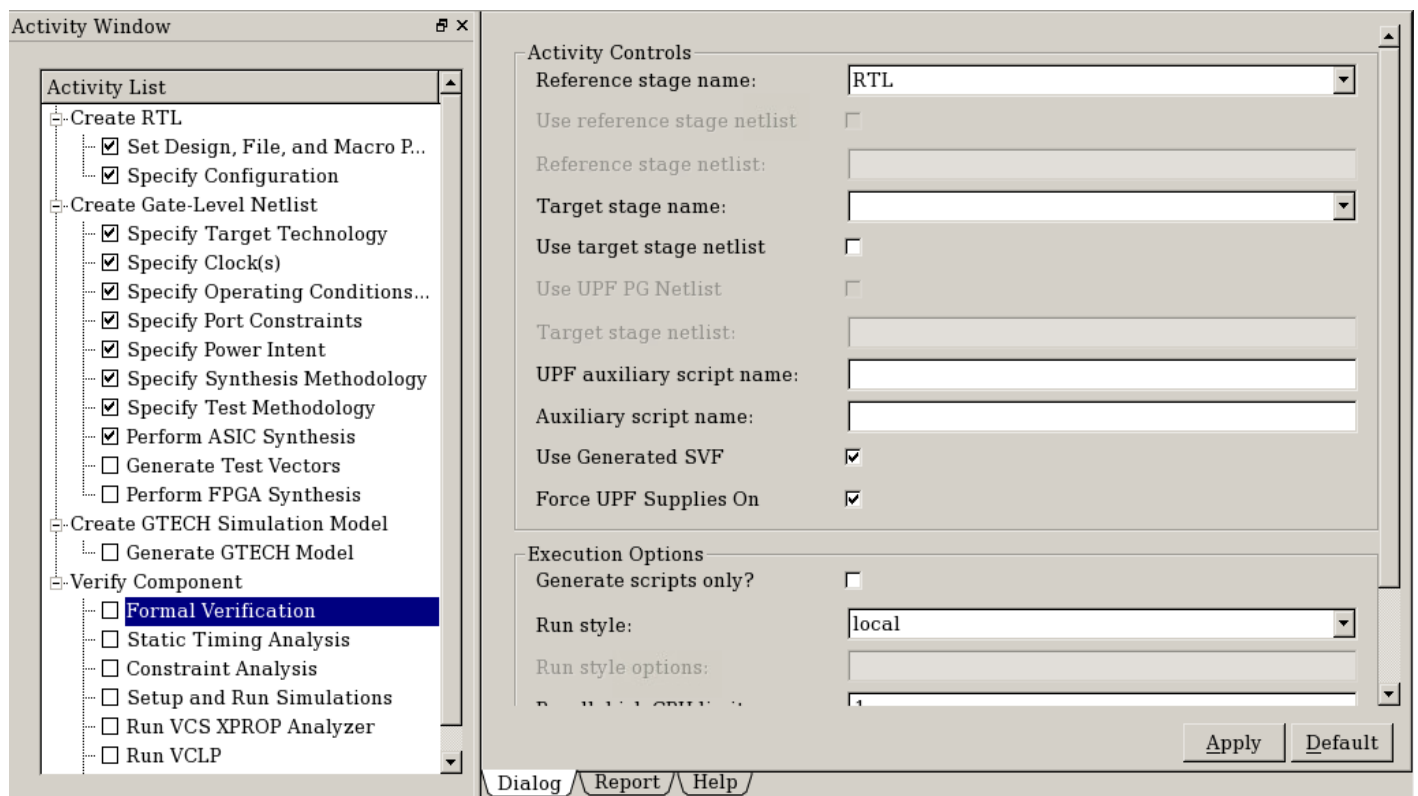 Activity Window
Activity List
Create RTL
Set Design, File, and Macro P...
Specify Configuration
Create Gate-Level Netlist
Specify Target Technology
Specify Clock(s)
Specify Operating Conditions...
Specify Port Constraints
Specify Power Intent
Specify Synthesis Methodology
Specify Test Methodology
Perform ASIC Synthesis
Generate Test Vectors
Perform FPGA Synthesis
Create GTECH Simulation Model
Generate GTECH Model
Verify Component
Formal Verification
Static Timing Analysis
Constraint Analysis
Setup and Run Simulations
Run VCS XPROP Analyzer
Run VCLP
Activity Controls
Reference stage name: RTL
Use reference stage netlist
Reference stage netlist:
Target stage name:
Use target stage netlist
Use UPF PG Netlist
Target stage netlist:
UPF auxiliary script name:
Auxiliary script name:
Use Generated SVF
Force UPF Supplies On
Execution Options
Generate scripts only?
Run style: local
Run style options:
Apply Default
Dialog Report Help